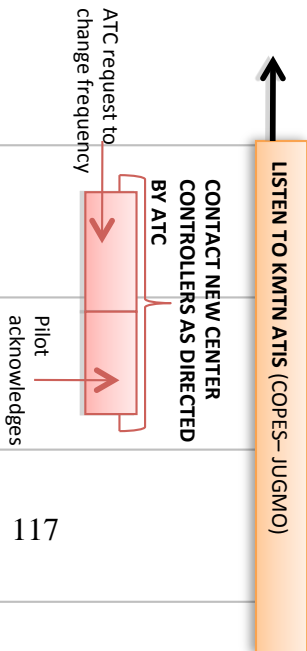 LISTEN TO KMTN ATIS (COPES– JUGMO)
CONTACT NEW CENTER
CONTROLLERS AS DIRECTED
BY ATC
ATC request to
change frequency
Pilot
acknowledges
117